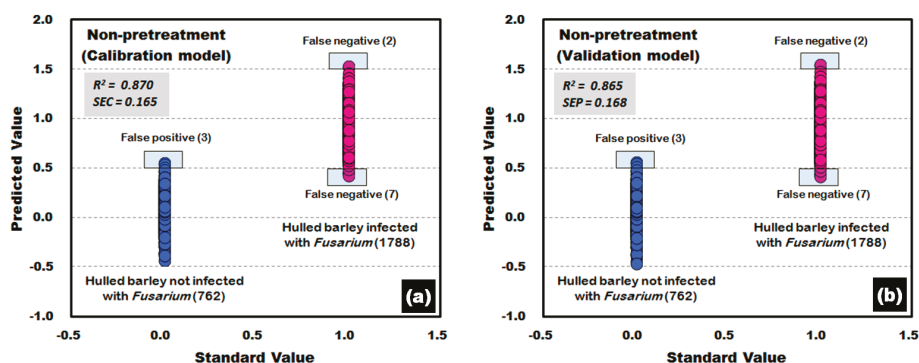 2.0
1.5
1.0
0.5
0.0
-0.5
-1.0
Predicted Value
Non-pretreatment
(Calibration model)
R² = 0.870
SEC = 0.165
False negative (2)
False positive (3)
False negative (7)
Hulled barley infected
with Fusarium (1788)
Hulled barley not infected
with Fusarium (762)
(a)
-0.5
0.0
0.5
1.0
1.5
Standard Value
2.0
1.5
1.0
0.5
0.0
-0.5
-1.0
Predicted Value
Non-pretreatment
(Validation model)
R² = 0.865
SEP = 0.168
False negative (2)
False positive (3)
False negative (7)
Hulled barley infected
with Fusarium (1788)
Hulled barley not infected
with Fusarium (762)
(b)
-0.5
0.0
0.5
1.0
1.5
Standard Value